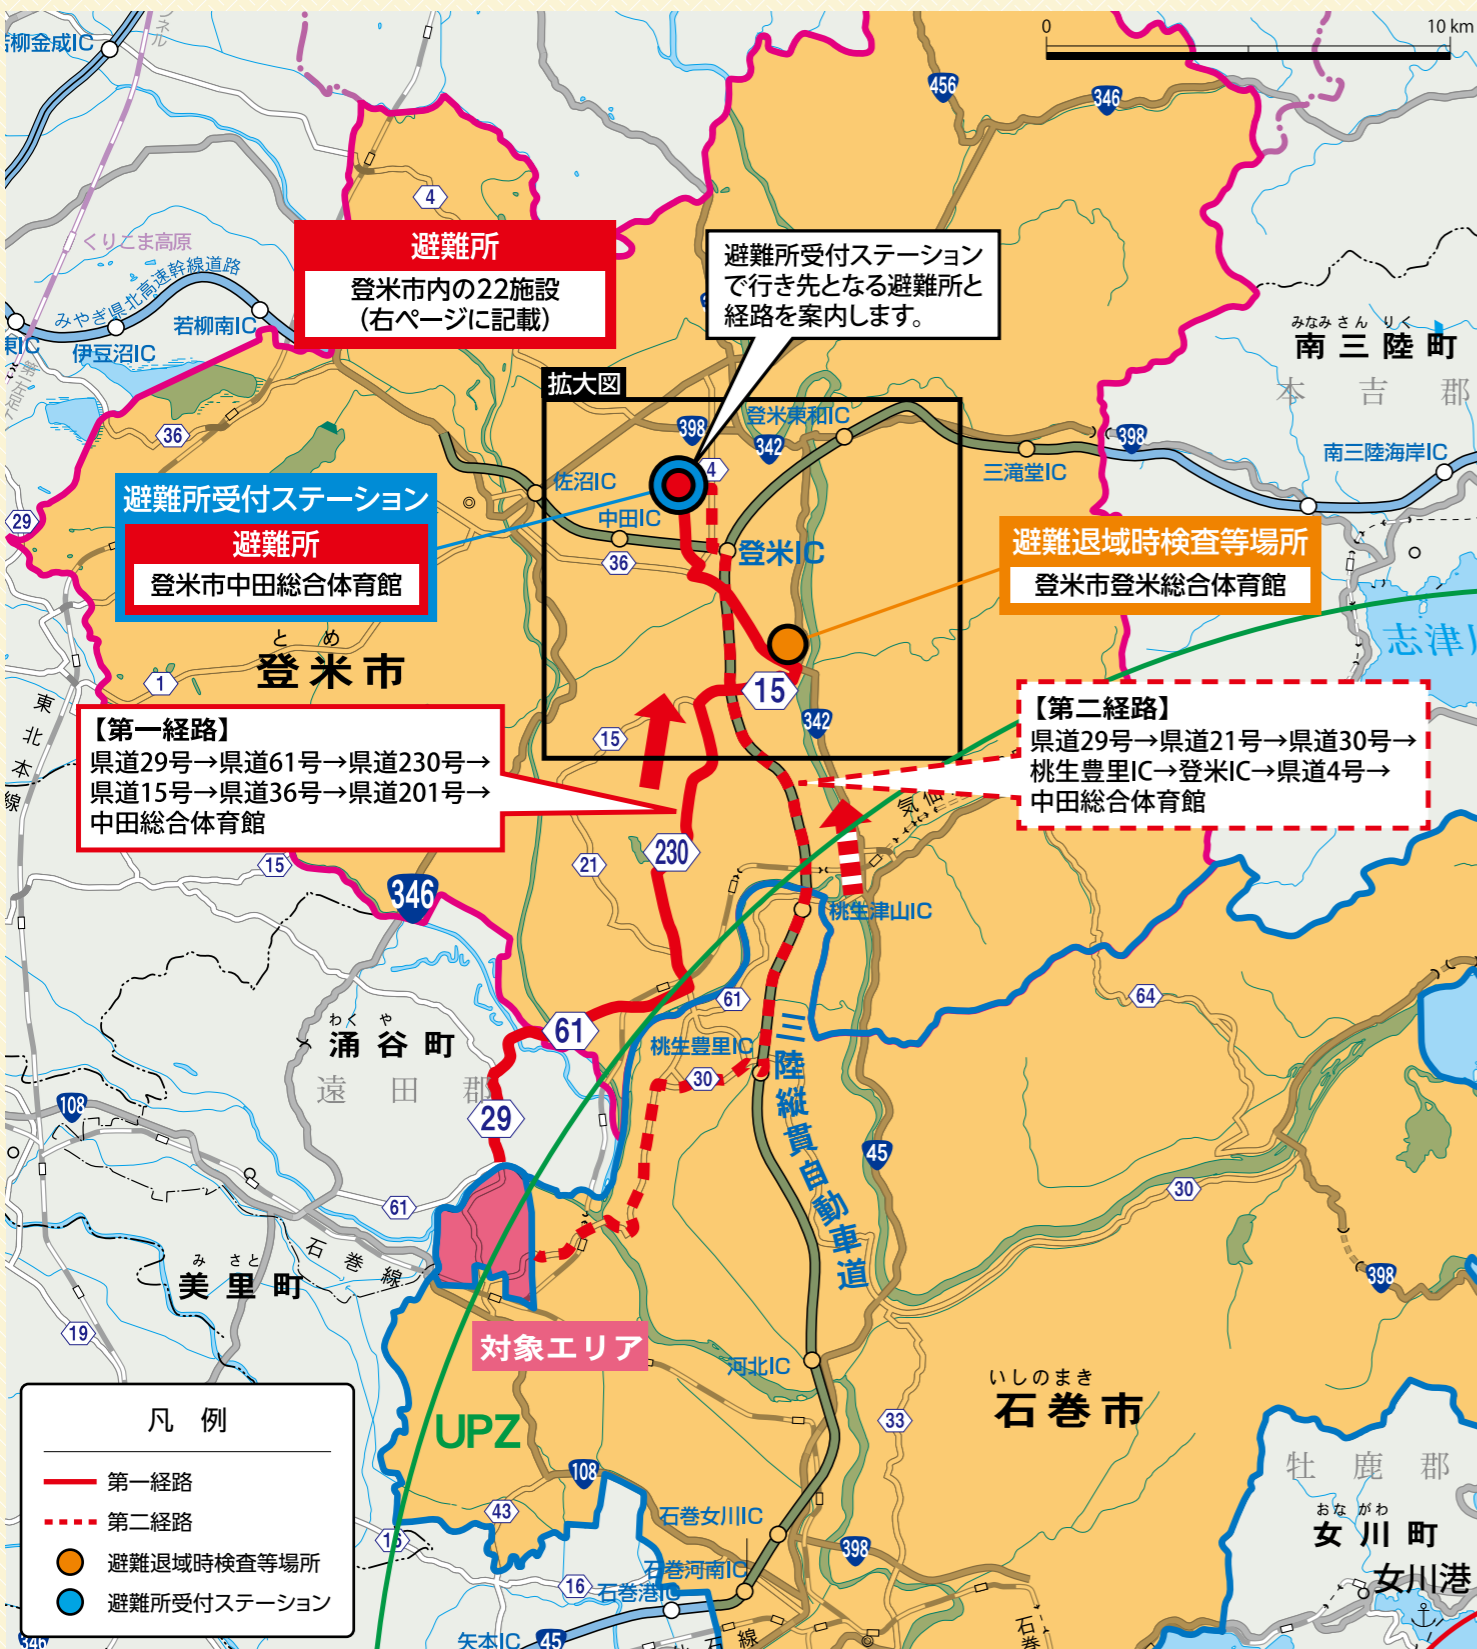 0
10 km
若柳金成IC
456
346
4
くりこま高原
みやぎ県北高速幹線道路
若柳南IC
伊豆沼IC
避難所
登米市内の22施設
(右ページに記載)
避難所受付ステーション
で行き先となる避難所と
経路を案内します。
みなみさん りく
南三陸町
本吉郡
拡大図
398
342
登米東和IC
4
36
398
三滝堂IC
南三陸海岸IC
佐沼IC
中田IC
36
登米IC
29
避難所受付ステーション
避難所
登米市中田総合体育館
避難退域時検査等場所
登米市登米総合体育館
とめ
登米市
1
志津川
東北本線
15
342
15
【第一経路】
県道29号→県道61号→県道230号→
県道15号→県道36号→県道201号→
中田総合体育館
【第二経路】
県道29号→県道21号→県道30号→
桃生豊里IC→登米IC→県道4号→
中田総合体育館
気仙
15
346
21
230
桃生津山IC
64
61
61
わくや
涌谷町
遠田郡
桃生豊里IC
30
三陸縦貫自動車道
108
29
45
61
30
石巻線
みさと
美里町
398
19
対象エリア
河北IC
いしのまき
石巻市
33
UPZ
108
43
牡鹿郡
おながわ
女川町
女川港
石巻女川IC
398
石巻河南IC
石巻港IC
16
16
矢本IC
45
346
石巻
凡例
第一経路
第二経路
避難退域時検査等場所
避難所受付ステーション